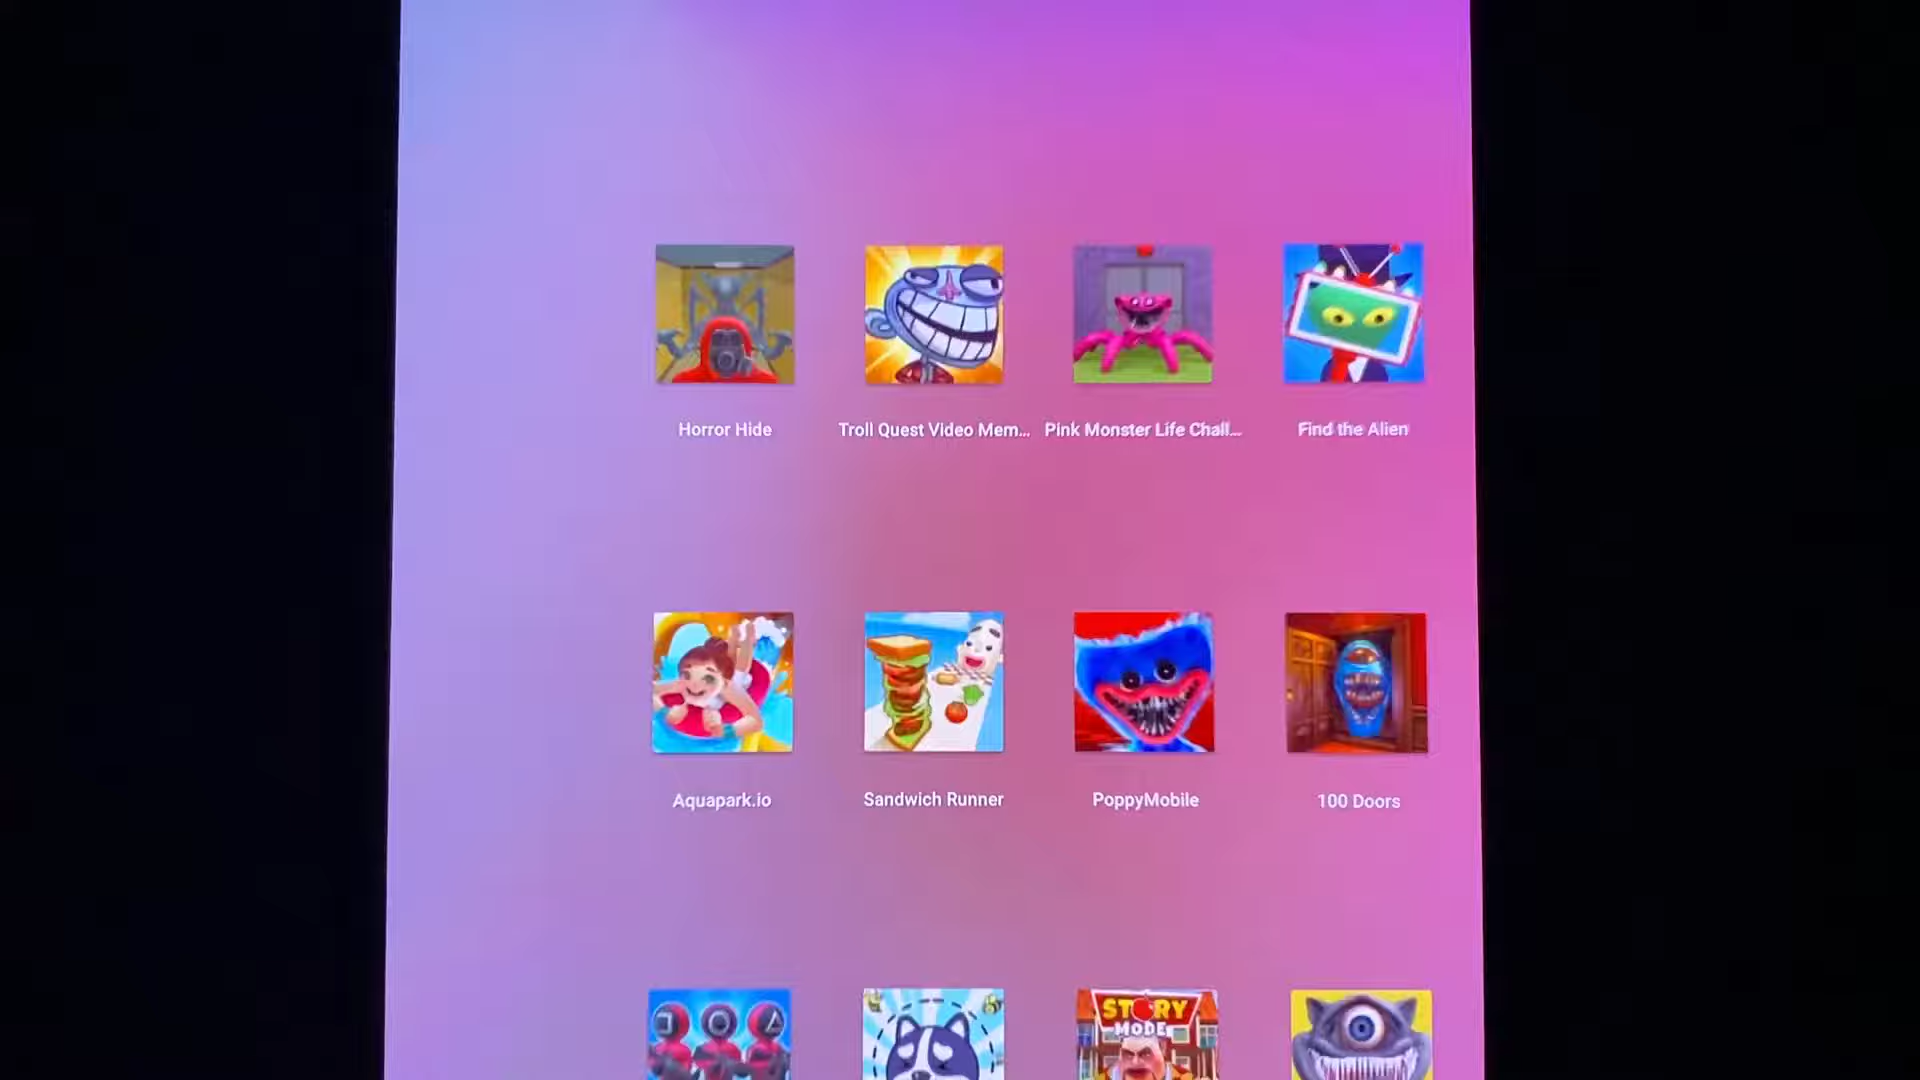 Horror Hide
Troll Quest Video Mem...
Pink Monster Life Chall...
Find the Alien
Aquapark.io
Sandwich Runner
PoppyMobile
100 Doors
STORY
MODE